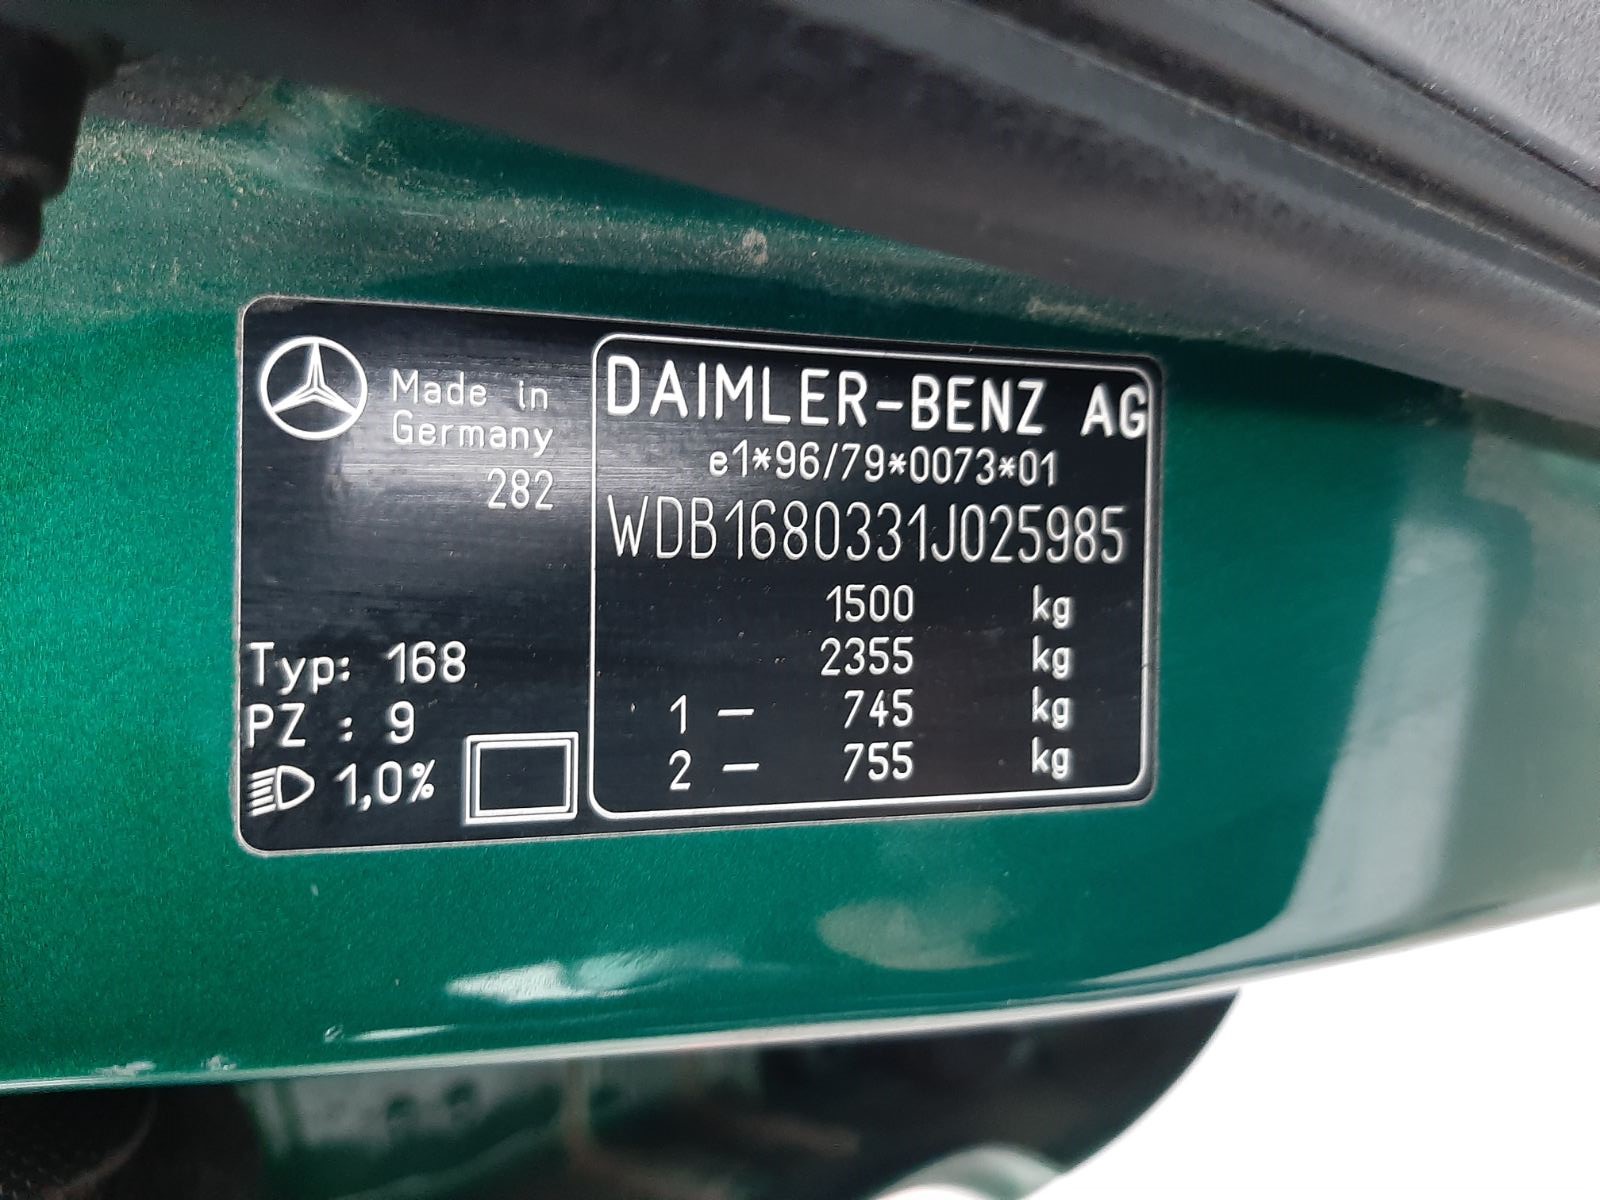 Made in
Germany
282
Typ: 168
PZ : 9
1,0%
DAIMLER-BENZ AG
e1*96/79*0073*01
WDB1680331J025985
1500 kg
2355 kg
1 — 745 kg
2 — 755 kg